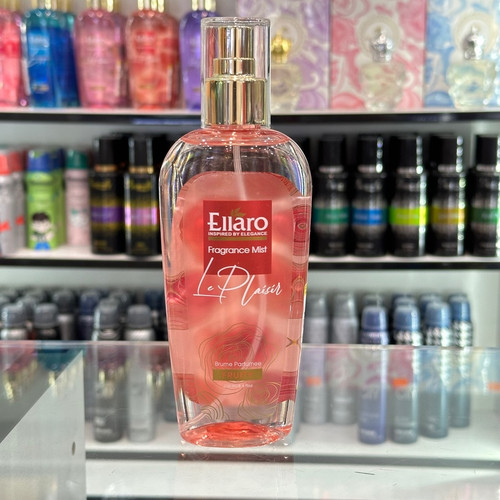 Ellaro
INSPIRED BY ELEGANCE
Fragrance Mist
Le Plaisir
Brume Parfumée